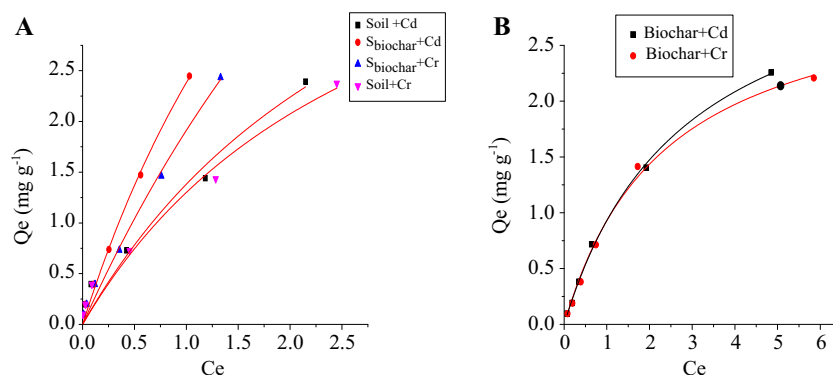 A
Soil +Cd
Sbiochar+Cd
Sbiochar+Cr
Soil+Cr
Qe (mg g-1)
3.0
2.5
2.0
1.5
1.0
0.5
0.0
0.0 0.5 1.0 1.5 2.0 2.5
Ce
B
Biochar+Cd
Biochar+Cr
Qe (mg g-1)
2.5
2.0
1.5
1.0
0.5
0.0
0 1 2 3 4 5 6
Ce